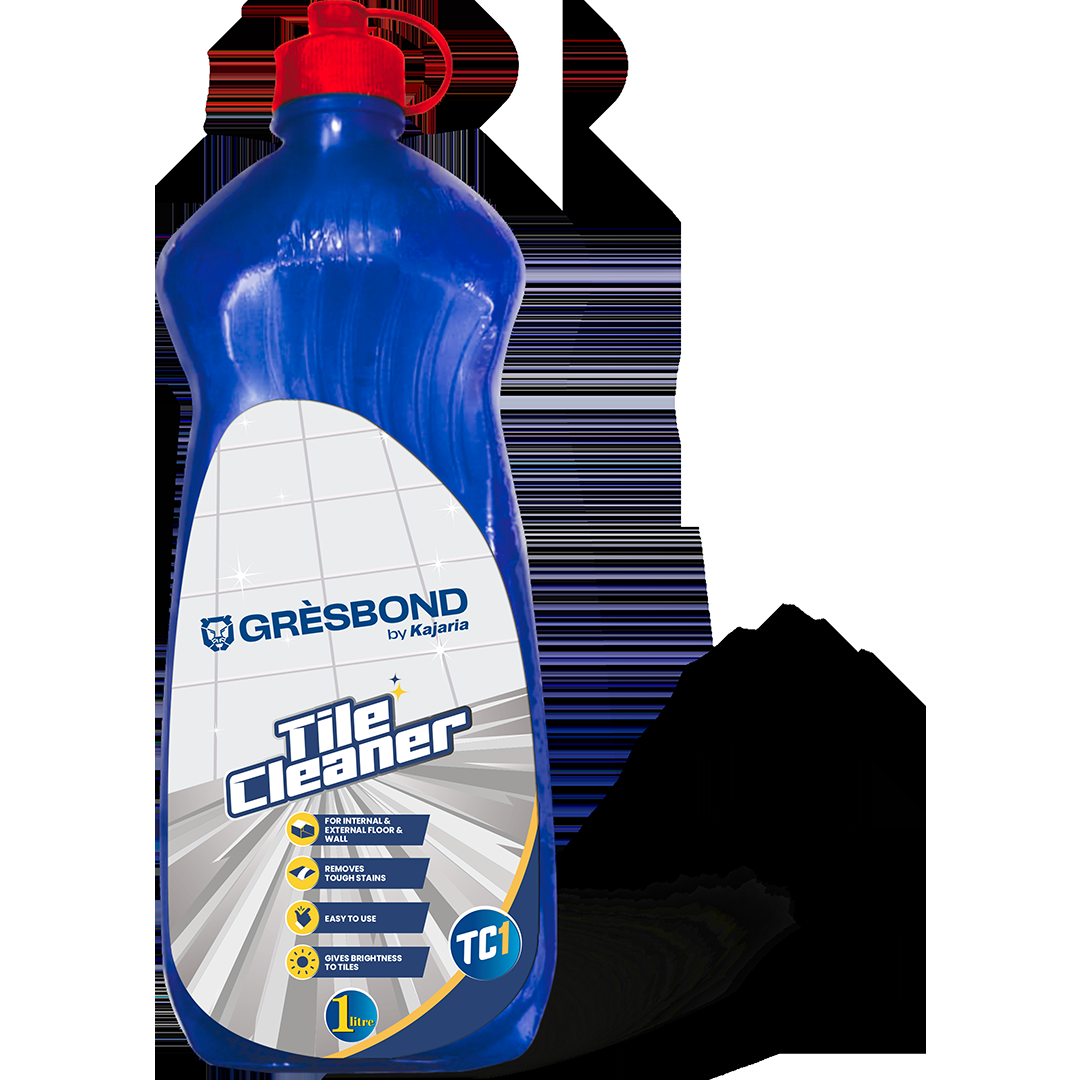 GRÈSBOND
by Kajaria
Tile
Cleaner
FOR INTERNAL &
EXTERNAL FLOOR &
WALL
REMOVES
TOUGH STAINS
EASY TO USE
GIVES BRIGHTNESS
TO TILES
TC1
1 litre